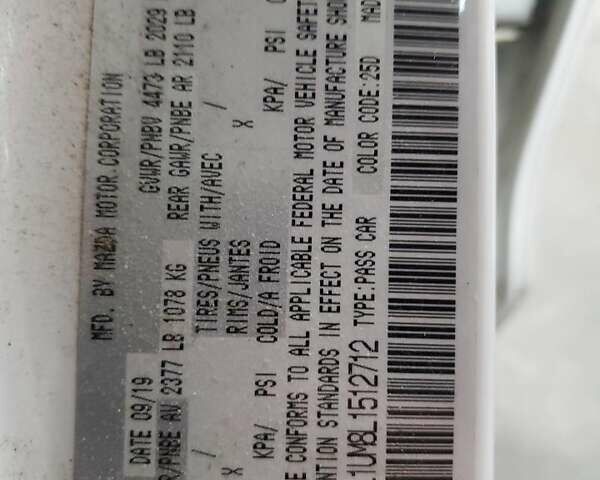 MFD. BY MAZDA MOTOR CORPORATION
DATE 09/19 GVWR/PNBV 4473 LB 2029
R/PNBE AV 2377 LB 1078 KG REAR GAWR/PNBE AR 2110 LB
TIRES/PNEUS WITH/AVEC /
RIMS/JANTES X X
COLD/A FROID / /
KPA/ PSI KPA/ PSI
E CONFORMS TO ALL APPLICABLE FEDERAL MOTOR VEHICLE SAFET
NTION STANDARDS IN EFFECT ON THE DATE OF MANUFACTURE SHO
1UM8L1512712 TYPE:PASS CAR COLOR CODE:25D MAD